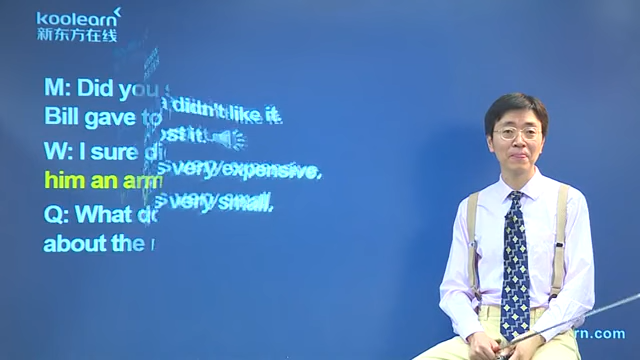 koolearn
新东方在线
M: Did you
Bill gave to
W: I sure di
him an arm
Q: What do
about the
didn't like it.
ost it.
s very expensive.
s very small.
rn.com